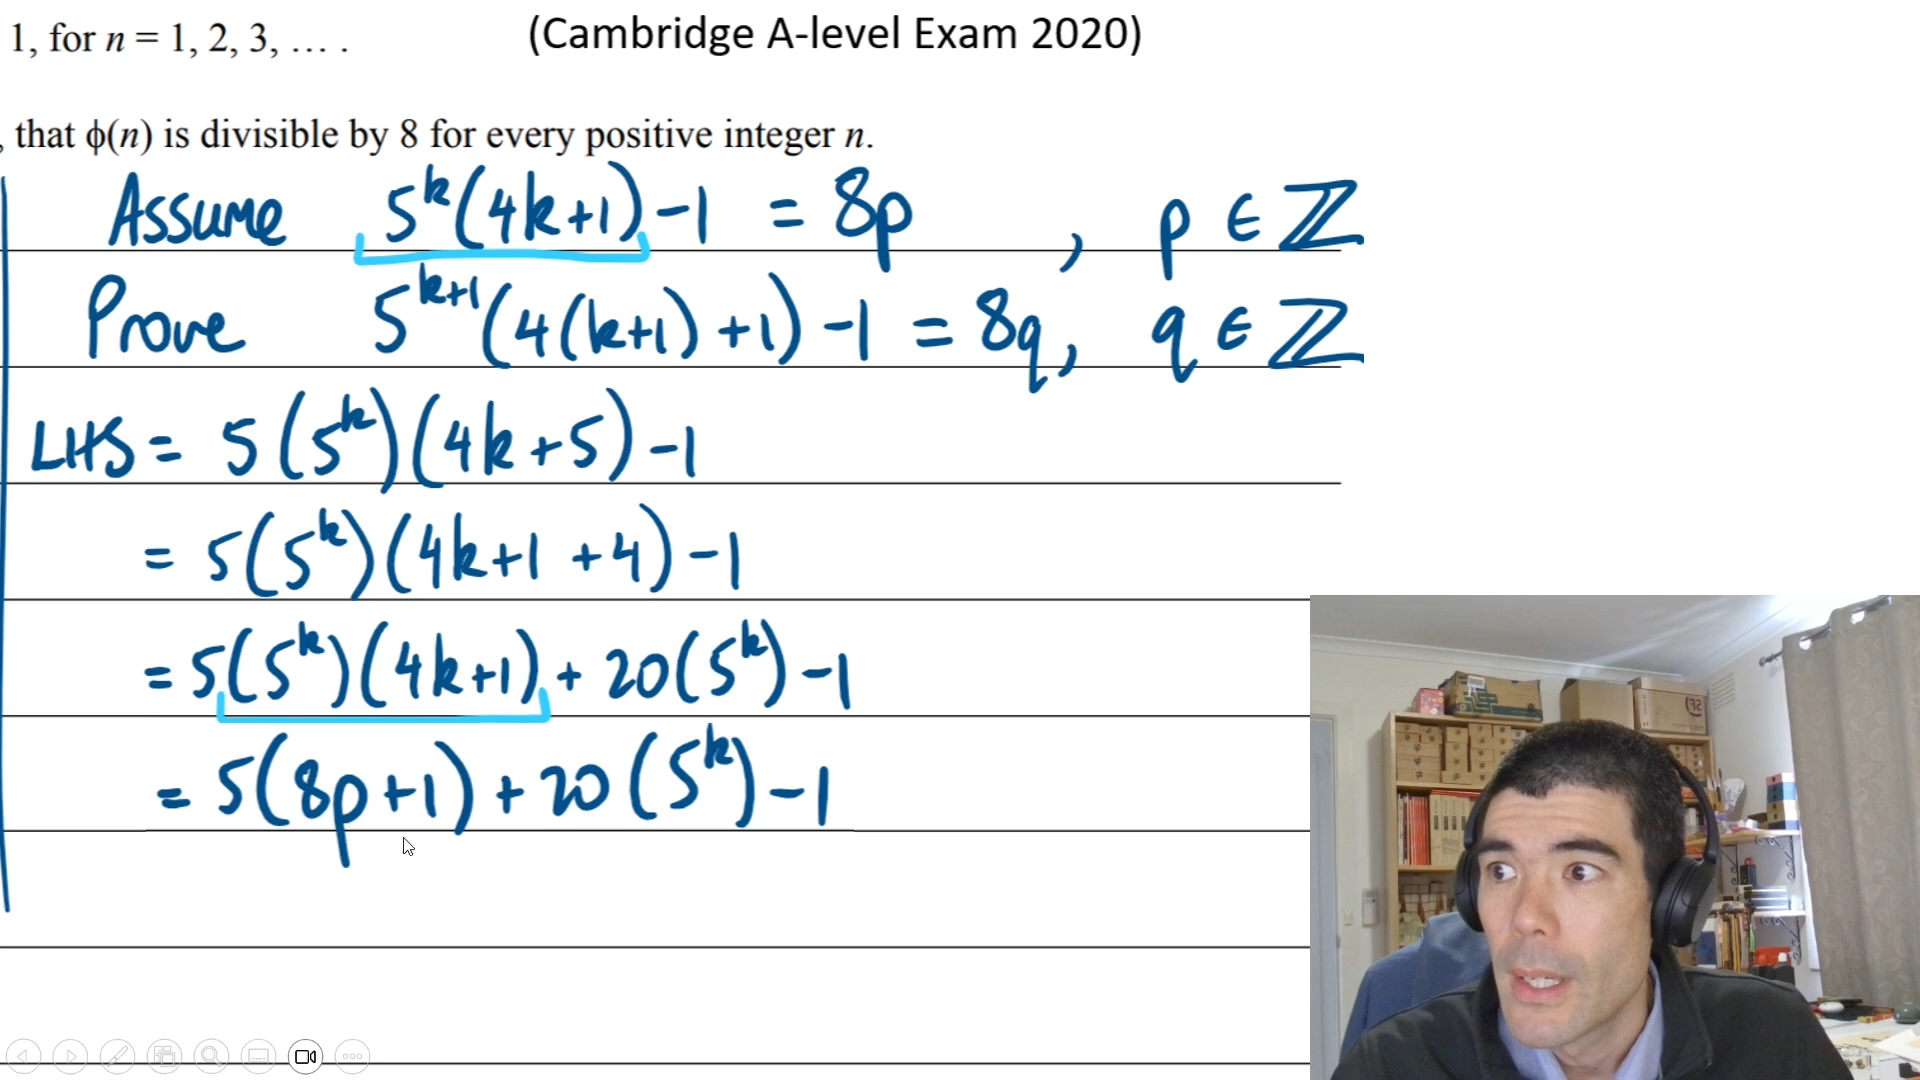 1, for n = 1, 2, 3, … .
(Cambridge A-level Exam 2020)
, that ϕ(n) is divisible by 8 for every positive integer n.
Assume 5^k(4k+1)-1 = 8p , p ∈ ℤ
Prove 5^{k+1}(4(k+1)+1)-1 = 8q, q ∈ ℤ
LHS = 5(5^k)(4k+5)-1
= 5(5^k)(4k+1+4)-1
= 5(5^k)(4k+1)+20(5^k)-1
= 5(8p+1)+20(5^k)-1